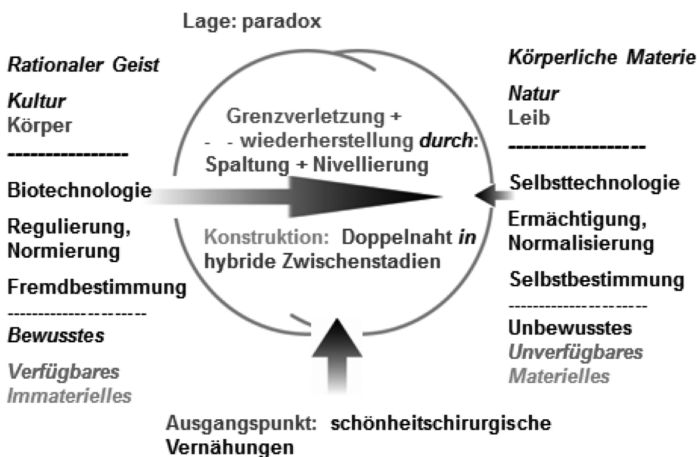 Lage: paradox
Rationaler Geist
Kultur
Körper
Biotechnologie
Regulierung,
Normierung
Fremdbestimmung
Bewusstes
Verfügbares
Immaterielles
Grenzverletzung +
- - wiederherstellung durch:
Spaltung + Nivellierung
Konstruktion: Doppelnaht in
hybride Zwischenstadien
Körperliche Materie
Natur
Leib
Selbsttechnologie
Ermächtigung,
Normalisierung
Selbstbestimmung
Unbewusstes
Unverfügbares
Materielles
Ausgangspunkt: schönheitschirurgische
Vernähungen